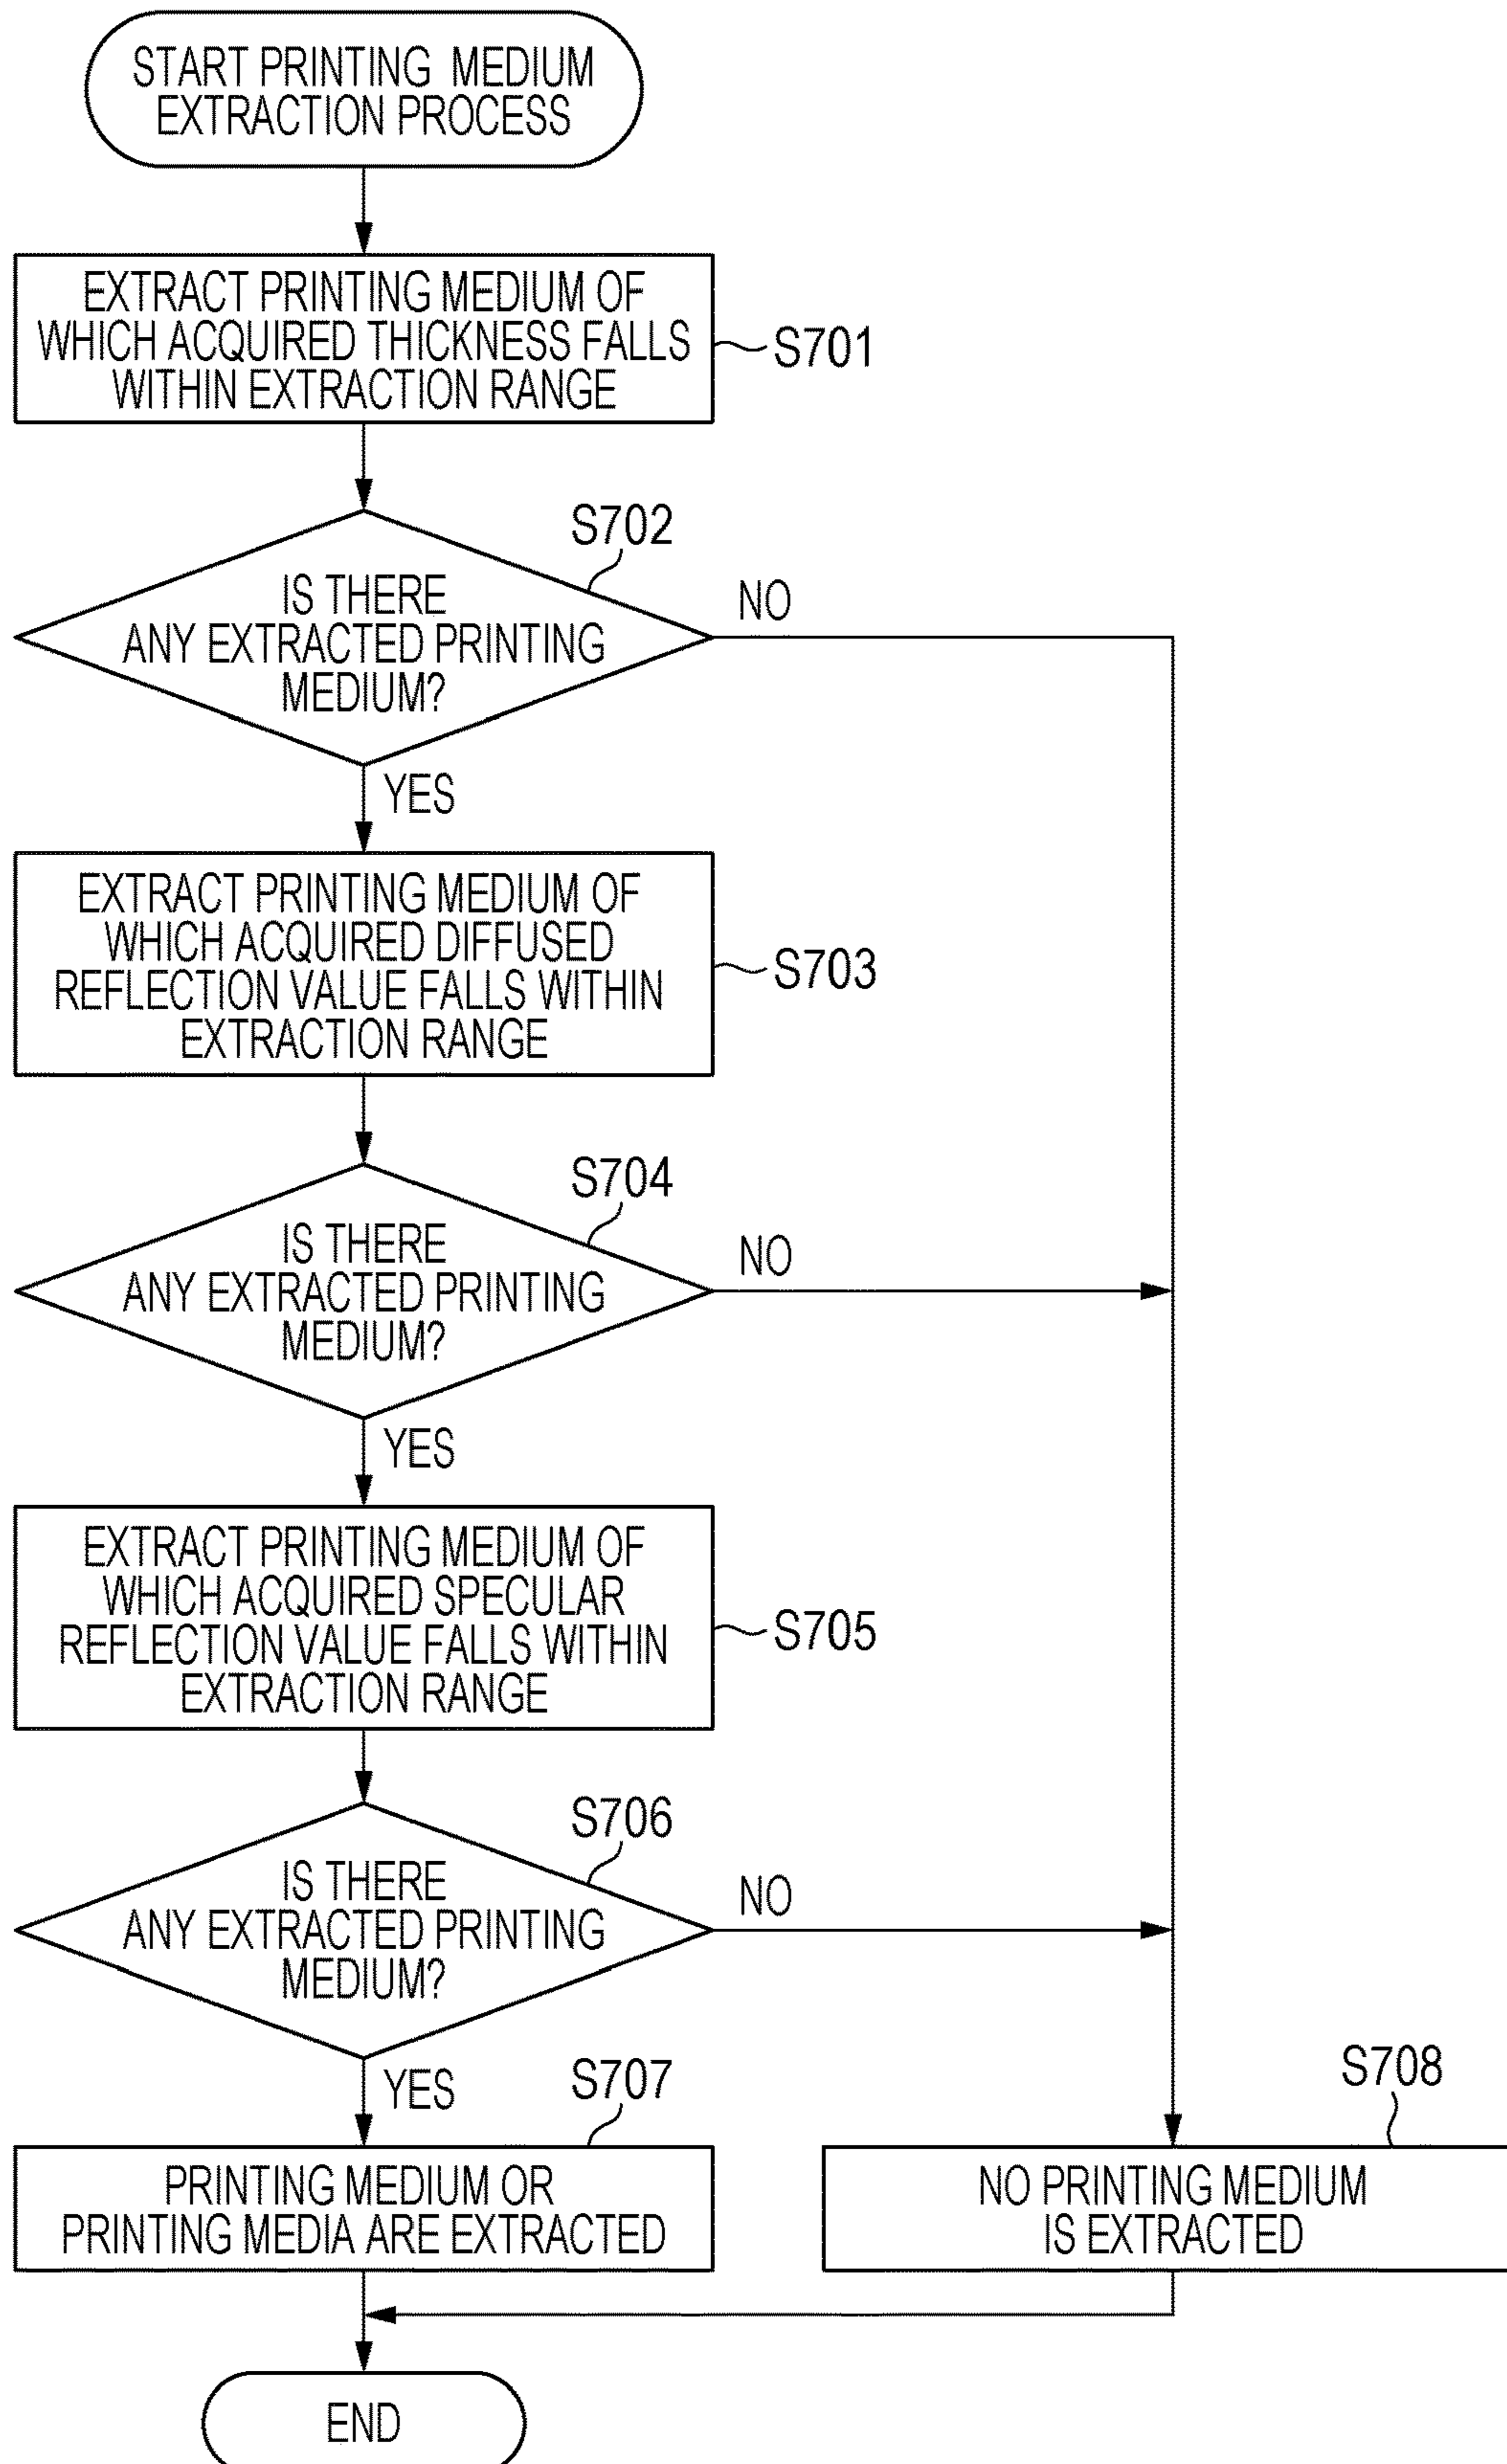 START PRINTING MEDIUM
EXTRACTION PROCESS
EXTRACT PRINTING MEDIUM OF
WHICH ACQUIRED THICKNESS FALLS
WITHIN EXTRACTION RANGE
S701
S702
IS THERE
ANY EXTRACTED PRINTING
MEDIUM?
NO
YES
EXTRACT PRINTING MEDIUM OF
WHICH ACQUIRED DIFFUSED
REFLECTION VALUE FALLS WITHIN
EXTRACTION RANGE
S703
S704
IS THERE
ANY EXTRACTED PRINTING
MEDIUM?
NO
YES
EXTRACT PRINTING MEDIUM OF
WHICH ACQUIRED SPECULAR
REFLECTION VALUE FALLS WITHIN
EXTRACTION RANGE
S705
S706
IS THERE
ANY EXTRACTED PRINTING
MEDIUM?
NO
YES
S707
PRINTING MEDIUM OR
PRINTING MEDIA ARE EXTRACTED
S708
NO PRINTING MEDIUM
IS EXTRACTED
END